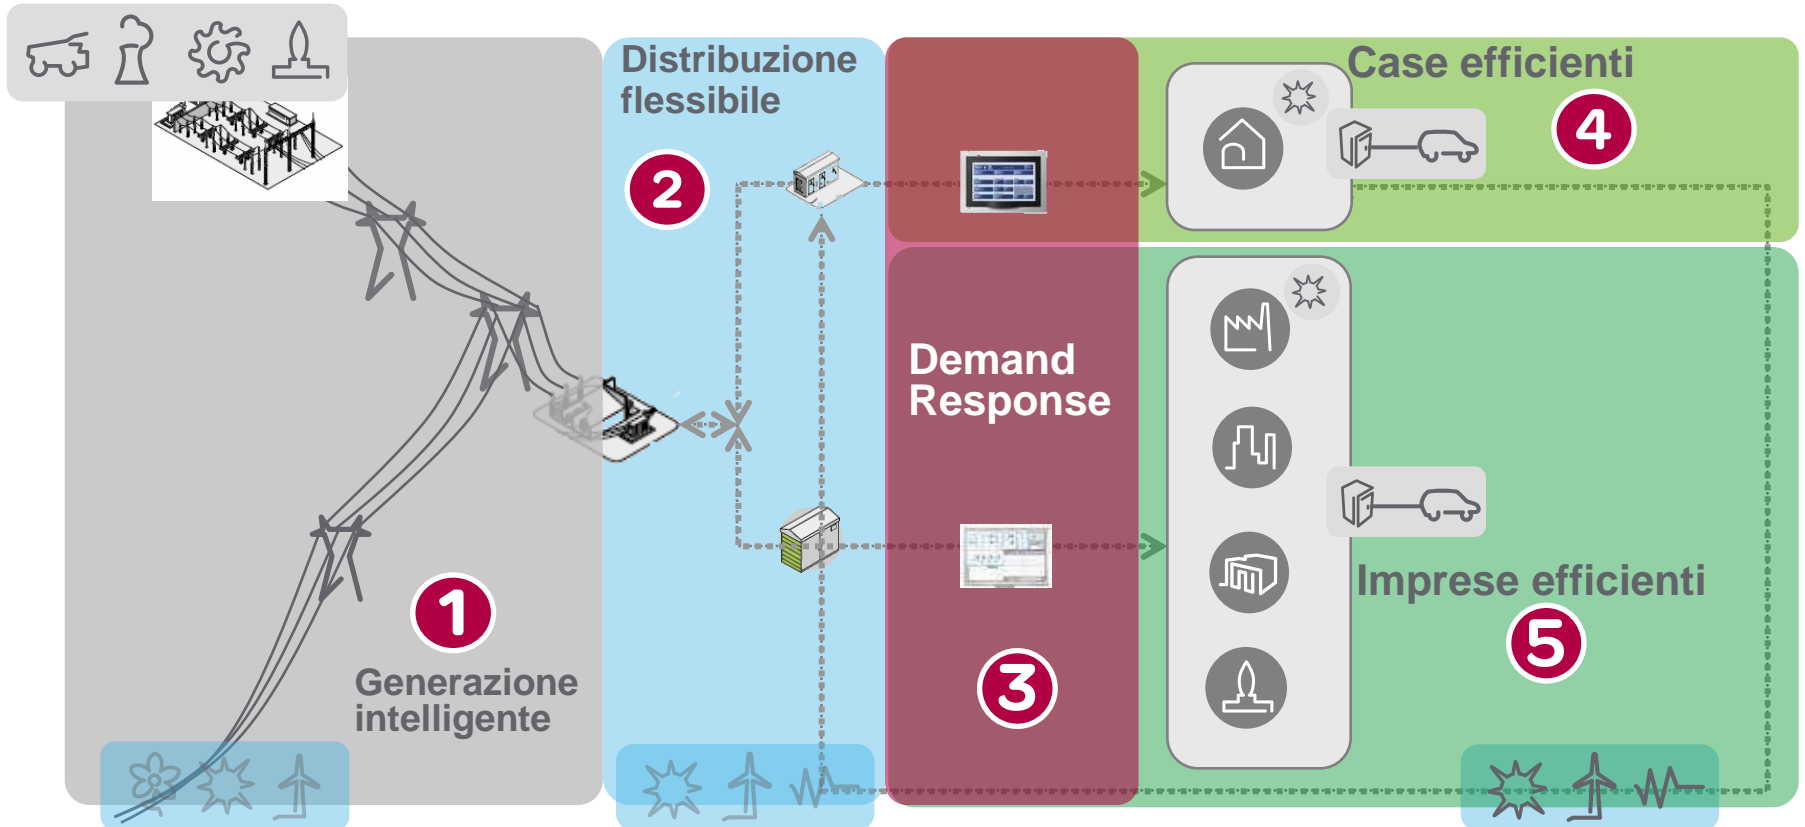 Distribuzione
flessibile
2
Case efficienti
4
Demand
Response
3
1
Generazione
intelligente
Imprese efficienti
5